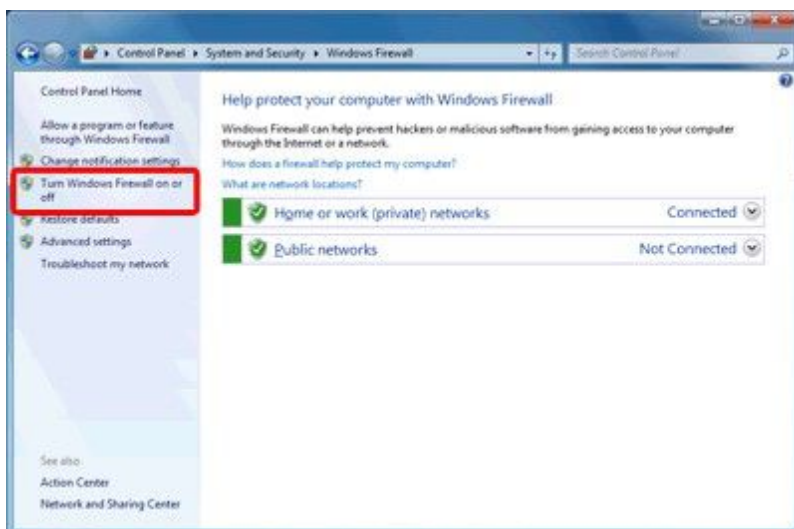 Control Panel ▸ System and Security ▸ Windows Firewall
Search Control Panel
Control Panel Home
Allow a program or feature
through Windows Firewall
Change notification settings
Turn Windows Firewall on or
off
Restore defaults
Advanced settings
Troubleshoot my network
See also
Action Center
Network and Sharing Center
Help protect your computer with Windows Firewall
Windows Firewall can help prevent hackers or malicious software from gaining access to your computer
through the Internet or a network.
How does a firewall help protect my computer?
What are network locations?
Home or work (private) networks Connected
Public networks Not Connected